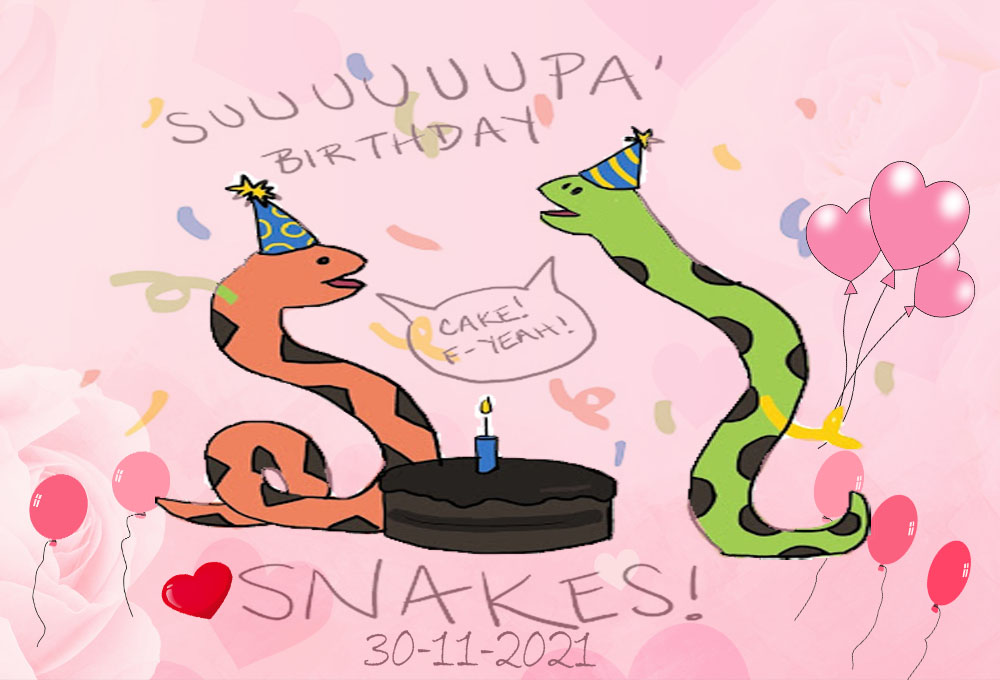 'SUUUUUUPA'
BIRTHDAY
CAKE!
F-YEAH!
SNAKES!
30-11-2021